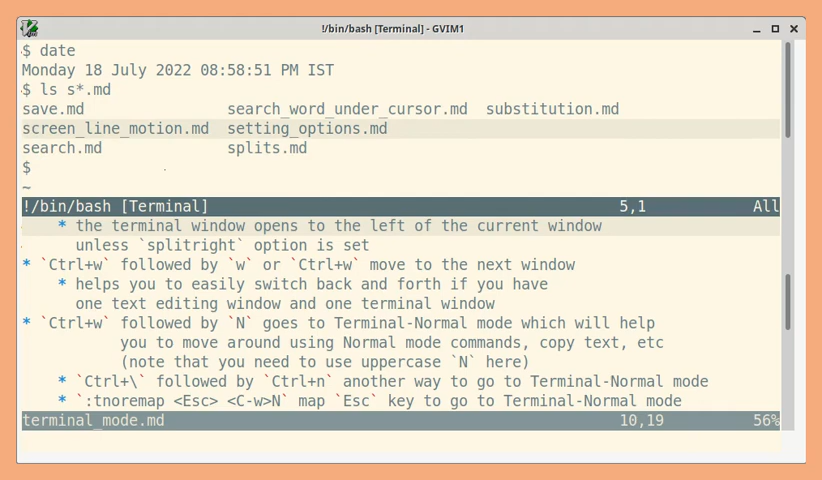 !/bin/bash [Terminal] - GVIM1
$ date
Monday 18 July 2022 08:58:51 PM IST
$ ls s*.md
save.md                search_word_under_cursor.md  substitution.md
screen_line_motion.md  setting_options.md
search.md              splits.md
$
~
!/bin/bash [Terminal]                                              5,1            All
    * the terminal window opens to the left of the current window
      unless `splitright` option is set
* `Ctrl+w` followed by `w` or `Ctrl+w` move to the next window
    * helps you to easily switch back and forth if you have
      one text editing window and one terminal window
* `Ctrl+w` followed by `N` goes to Terminal-Normal mode which will help
           you to move around using Normal mode commands, copy text, etc
           (note that you need to use uppercase `N` here)
    * `Ctrl+\` followed by `Ctrl+n` another way to go to Terminal-Normal mode
    * `:tnoremap <Esc> <C-w>N` map `Esc` key to go to Terminal-Normal mode
terminal_mode.md                                                   10,19          56%